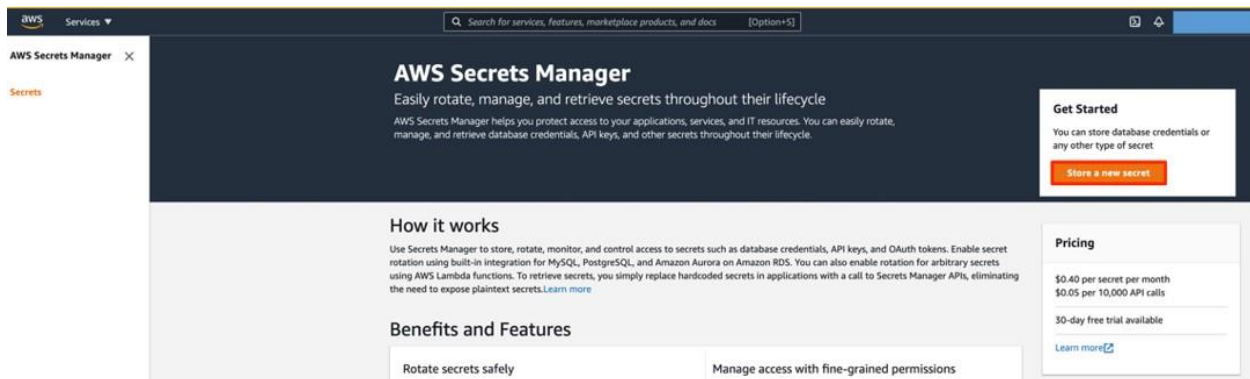 aws Services ▼ Search for services, features, marketplace products, and docs [Option+S]
AWS Secrets Manager ×
Secrets
AWS Secrets Manager
Easily rotate, manage, and retrieve secrets throughout their lifecycle
AWS Secrets Manager helps you protect access to your applications, services, and IT resources. You can easily rotate,
manage, and retrieve database credentials, API keys, and other secrets throughout their lifecycle.
Get Started
You can store database credentials or
any other type of secret
Store a new secret
How it works
Use Secrets Manager to store, rotate, monitor, and control access to secrets such as database credentials, API keys, and OAuth tokens. Enable secret
rotation using built-in integration for MySQL, PostgreSQL, and Amazon Aurora on Amazon RDS. You can also enable rotation for arbitrary secrets
using AWS Lambda functions. To retrieve secrets, you simply replace hardcoded secrets in applications with a call to Secrets Manager APIs, eliminating
the need to expose plaintext secrets.Learn more
Pricing
$0.40 per secret per month
$0.05 per 10,000 API calls
30-day free trial available
Learn more
Benefits and Features
Rotate secrets safely
Manage access with fine-grained permissions